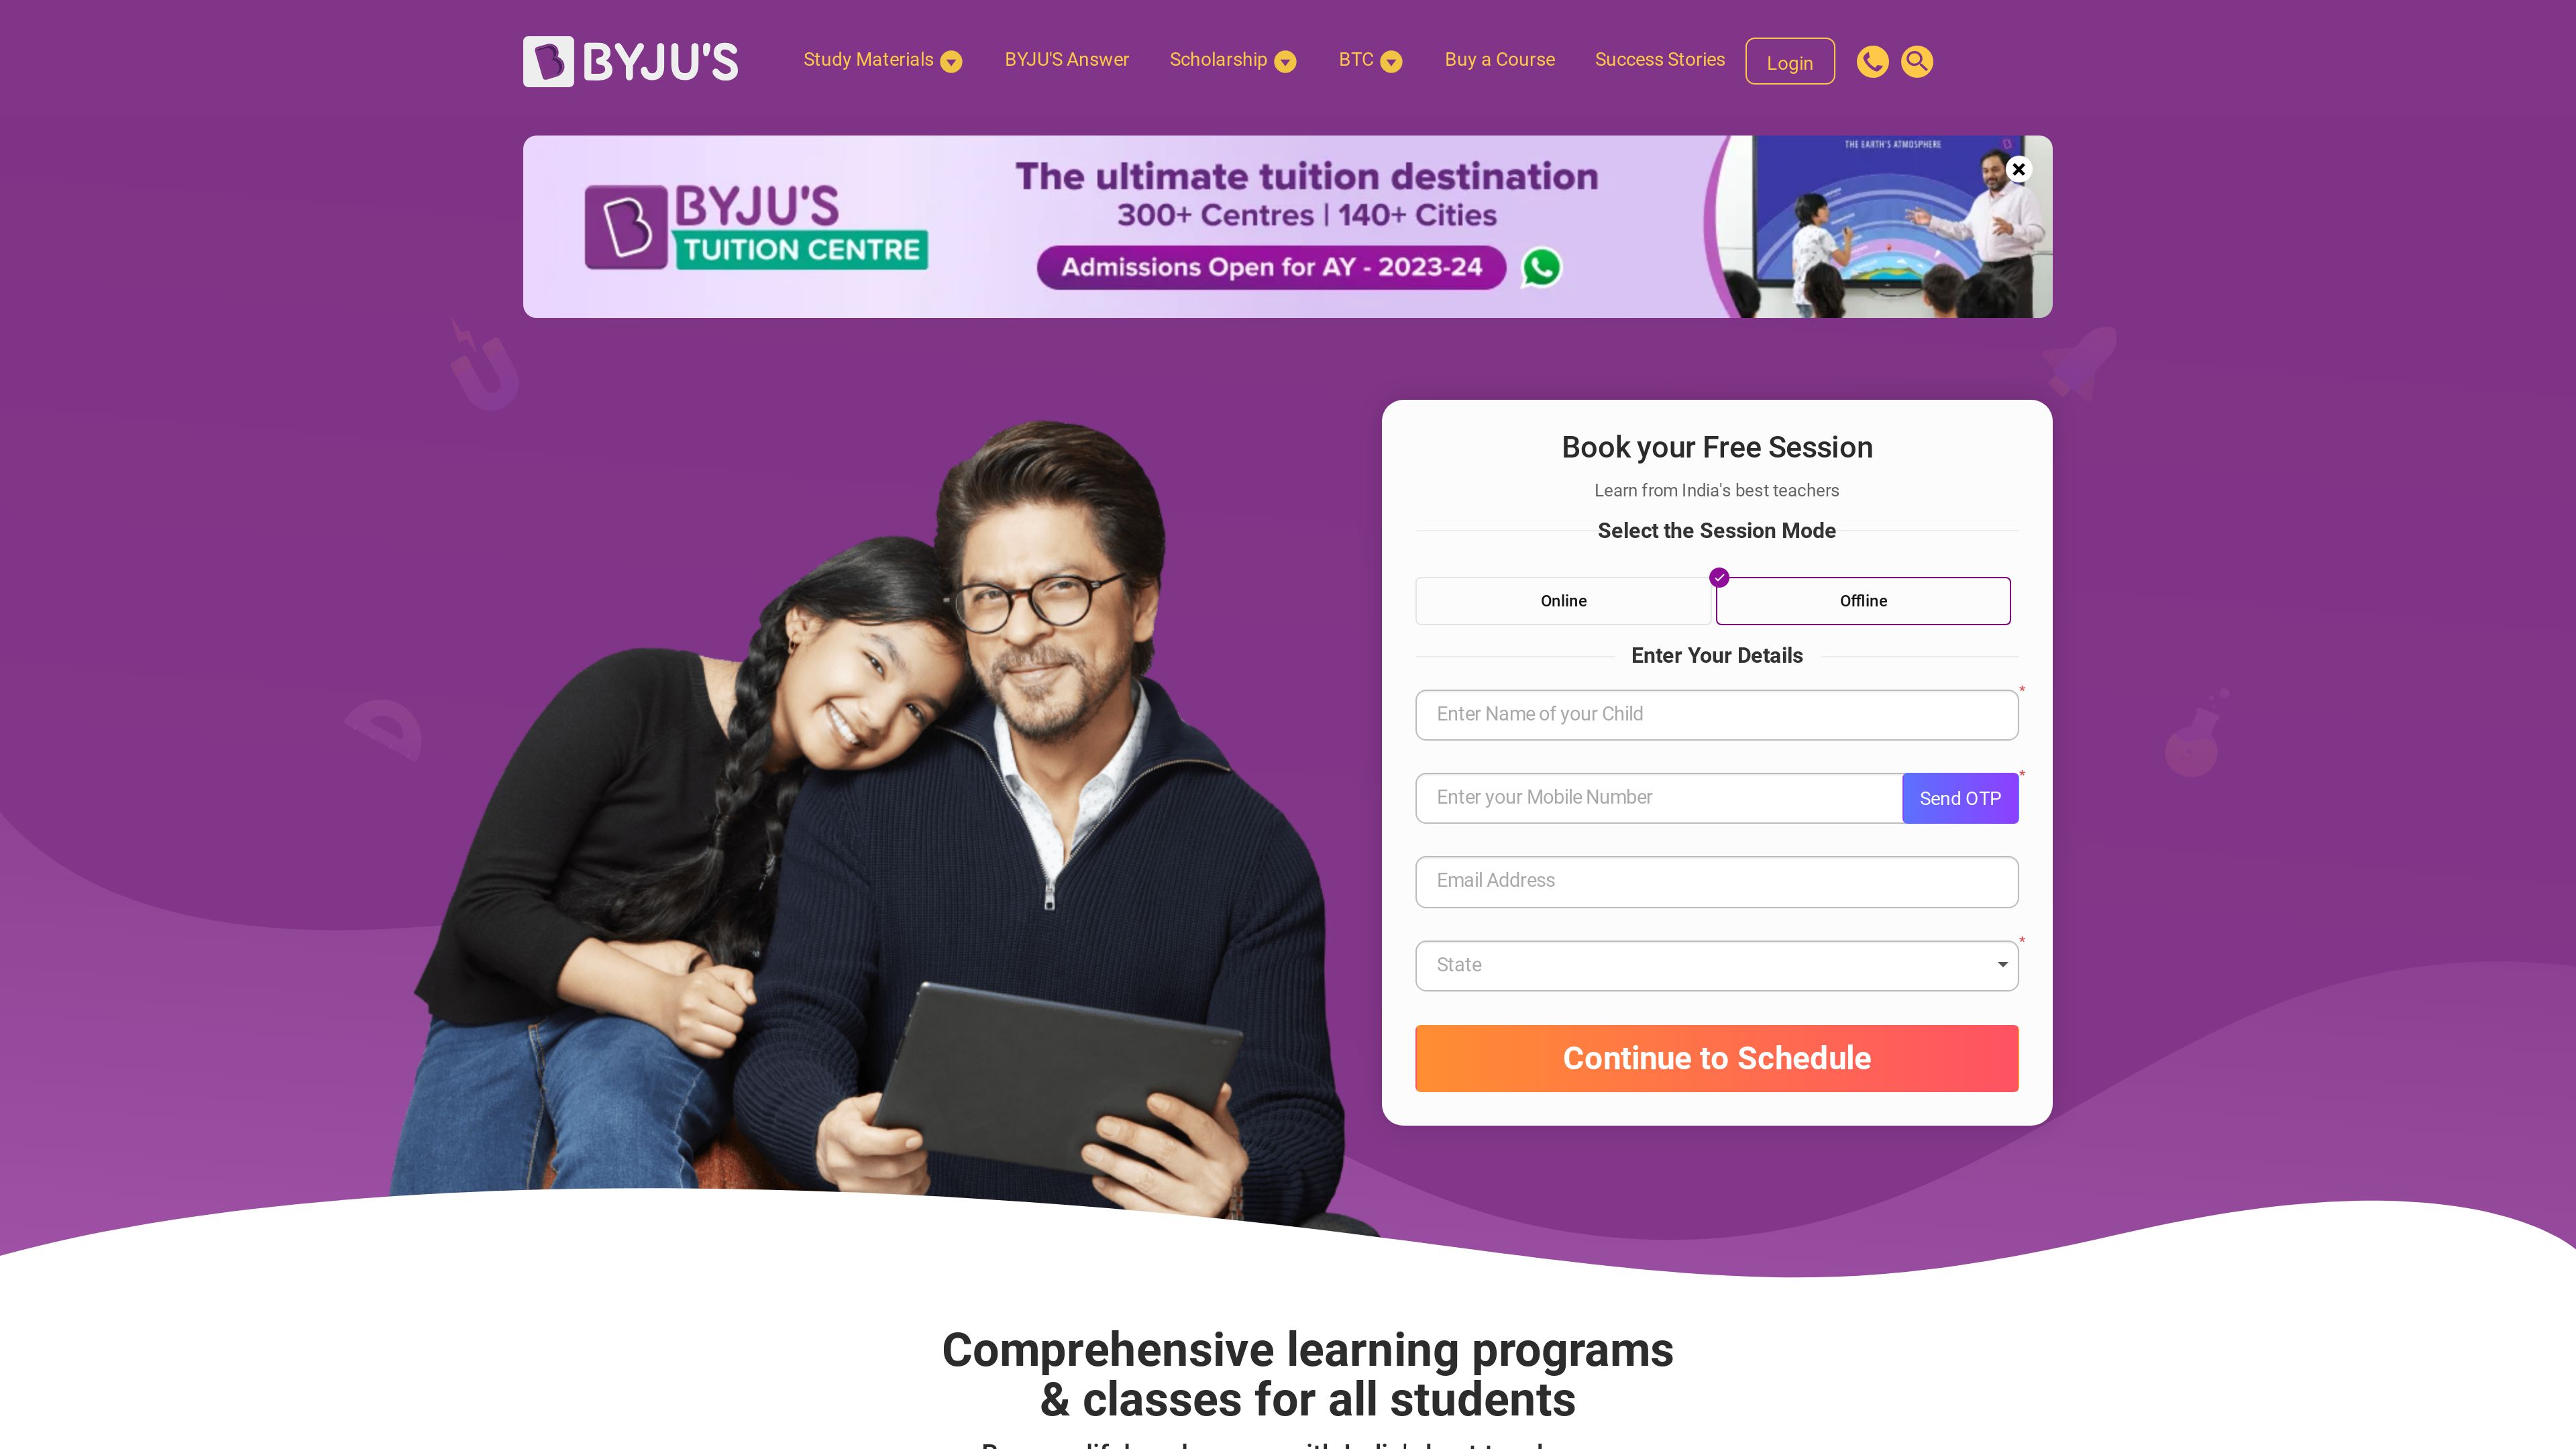 BYJU'S
Study Materials
BYJU'S Answer
Scholarship
BTC
Buy a Course
Success Stories
Login
BYJU'S
TUITION CENTRE
The ultimate tuition destination
300+ Centres | 140+ Cities
Admissions Open for AY - 2023-24
THE EARTH'S ATMOSPHERE
Book your Free Session
Learn from India's best teachers
Select the Session Mode
Online
Offline
Enter Your Details
Enter Name of your Child
*
Enter your Mobile Number
Send OTP
*
Email Address
State
*
Continue to Schedule
Comprehensive learning programs
& classes for all students